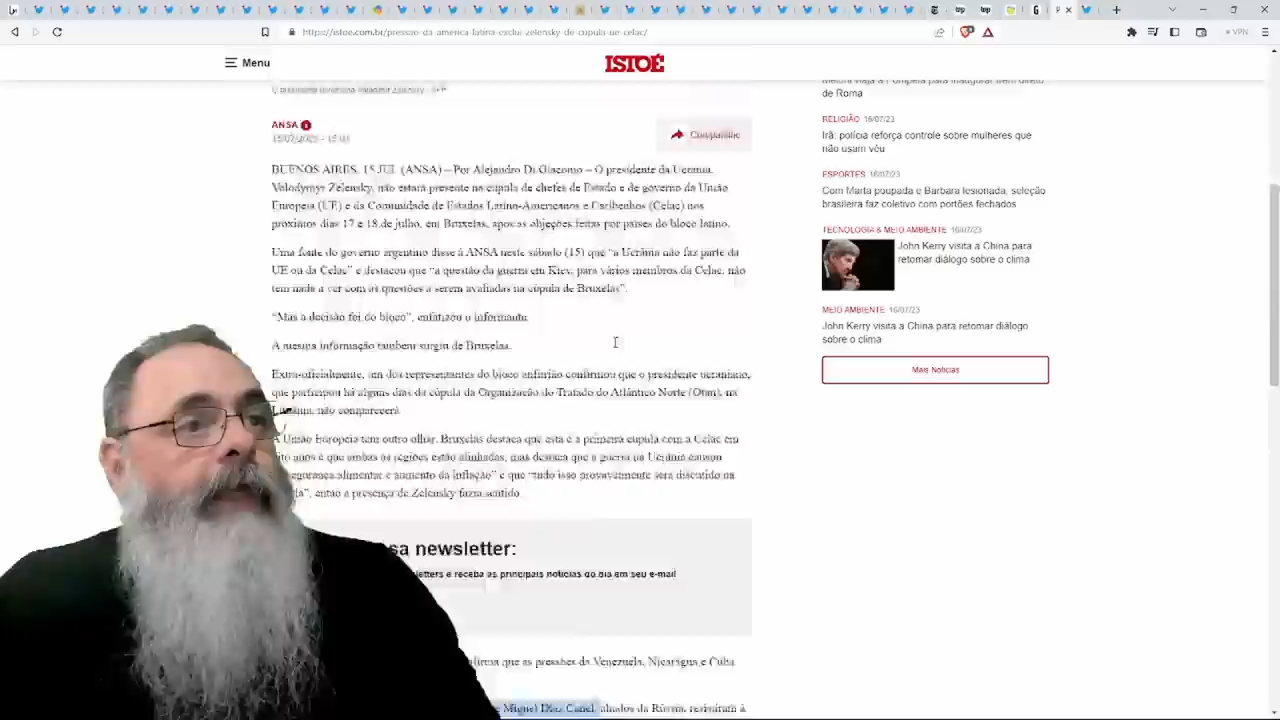 https://istoe.com.br/pressao-da-america-latina-exclui-zelensky-de-cupula-ue-celac/
VPN
Menu
ISTOÉ
ANSA
15/07/2023 - 15:01
Compartilhe
BUENOS AIRES, 15 JUL (ANSA) – Por Alejandro Di Giacomo – O presidente da Ucrânia,
Volodymyr Zelensky, não estará presente na cúpula de chefes de Estado e de governo da União
Europeia (UE) e da Comunidade de Estados Latino-Americanos e Caribenhos (Celac) nos
próximos dias 17 e 18 de julho, em Bruxelas, após as objeções feitas por países do bloco latino.
Uma fonte do governo argentino disse à ANSA neste sábado (15) que “a Ucrânia não faz parte da
UE ou da Celac” e destacou que “a questão da guerra em Kiev, para vários membros da Celac, não
tem nada a ver com as questões a serem avaliadas na cúpula de Bruxelas”.
“Mas a decisão foi do bloco”, enfatizou o informante.
A mesma informação também surgiu de Bruxelas.
Extra-oficialmente, um dos representantes do bloco anfitrião confirmou que o presidente ucraniano,
que participou há alguns dias da cúpula da Organização do Tratado do Atlântico Norte (Otan), na
não comparecerá.
A União Europeia tem outro olhar. Bruxelas destaca que esta é a primeira cúpula com a Celac em
anos e que ambas as regiões estão alinhadas, mas destaca que a guerra na Ucrânia causou
alimentar e aumento da inflação” e que “tudo isso provavelmente será discutido na
, então a presença de Zelensky faria sentido.
sa newsletter:
letters e receba as principais notícias do dia em seu e-mail
firma que as pressões da Venezuela, Nicarágua e Cuba
e Miguel Díaz-Canel, aliados da Rússia,
Meloni viaja a Pompeia para inaugurar trem direto
de Roma
RELIGIÃO 16/07/23
Irã: polícia reforça controle sobre mulheres que
não usam véu
ESPORTES 16/07/23
Com Marta poupada e Barbara lesionada, seleção
brasileira faz coletivo com portões fechados
TECNOLOGIA & MEIO AMBIENTE 16/07/23
John Kerry visita a China para
retomar diálogo sobre o clima
MEIO AMBIENTE 16/07/23
John Kerry visita a China para retomar diálogo
sobre o clima
Mais Notícias